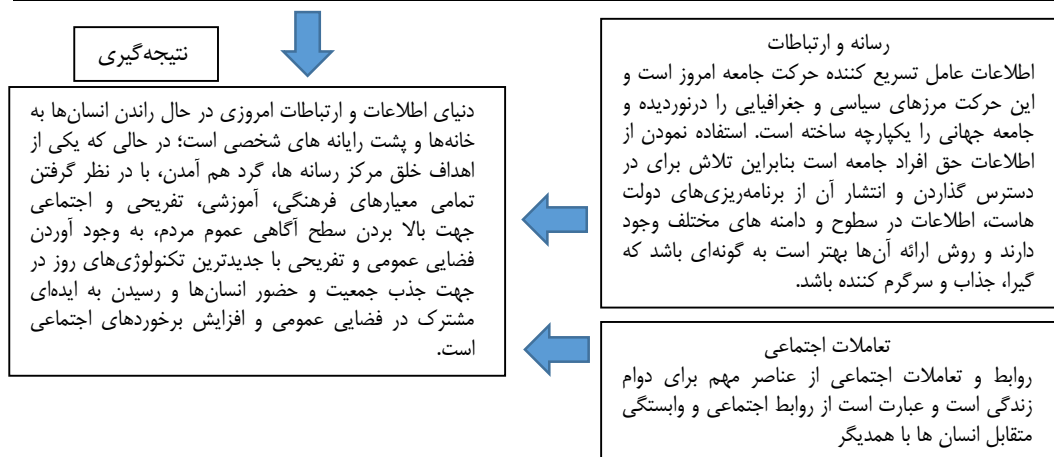 رسانه و ارتباطات
اطلاعات عامل تسریع کننده حرکت جامعه امروز است و
این حرکت مرزهای سیاسی و جغرافیایی را درنوردیده و
جامعه جهانی را یکپارچه ساخته است. استفاده نمودن از
اطلاعات حق افراد جامعه است بنابراین تلاش برای در
دسترس گذاردن و انتشار آن از برنامه‌ریزی‌های دولت
هاست، اطلاعات در سطوح و دامنه های مختلف وجود
دارند و روش ارائه آن‌ها بهتر است به گونه‌ای باشد که
گیرا، جذاب و سرگرم کننده باشد.
تعاملات اجتماعی
روابط و تعاملات اجتماعی از عناصر مهم برای دوام
زندگی است و عبارت است از روابط اجتماعی و وابستگی
متقابل انسان ها با همدیگر
نتیجه‌گیری
دنیای اطلاعات و ارتباطات امروزی در حال راندن انسان‌ها به
خانه‌ها و پشت رایانه های شخصی است؛ در حالی که یکی از
اهداف خلق مرکز رسانه ها، گرد هم آمدن، با در نظر گرفتن
تمامی معیارهای فرهنگی، آموزشی، تفریحی و اجتماعی
جهت بالا بردن سطح آگاهی عموم مردم، به وجود آوردن
فضایی عمومی و تفریحی با جدیدترین تکنولوژی‌های روز در
جهت جذب جمعیت و حضور انسان‌ها و رسیدن به ایده‌ای
مشترک در فضایی عمومی و افزایش برخوردهای اجتماعی
است.